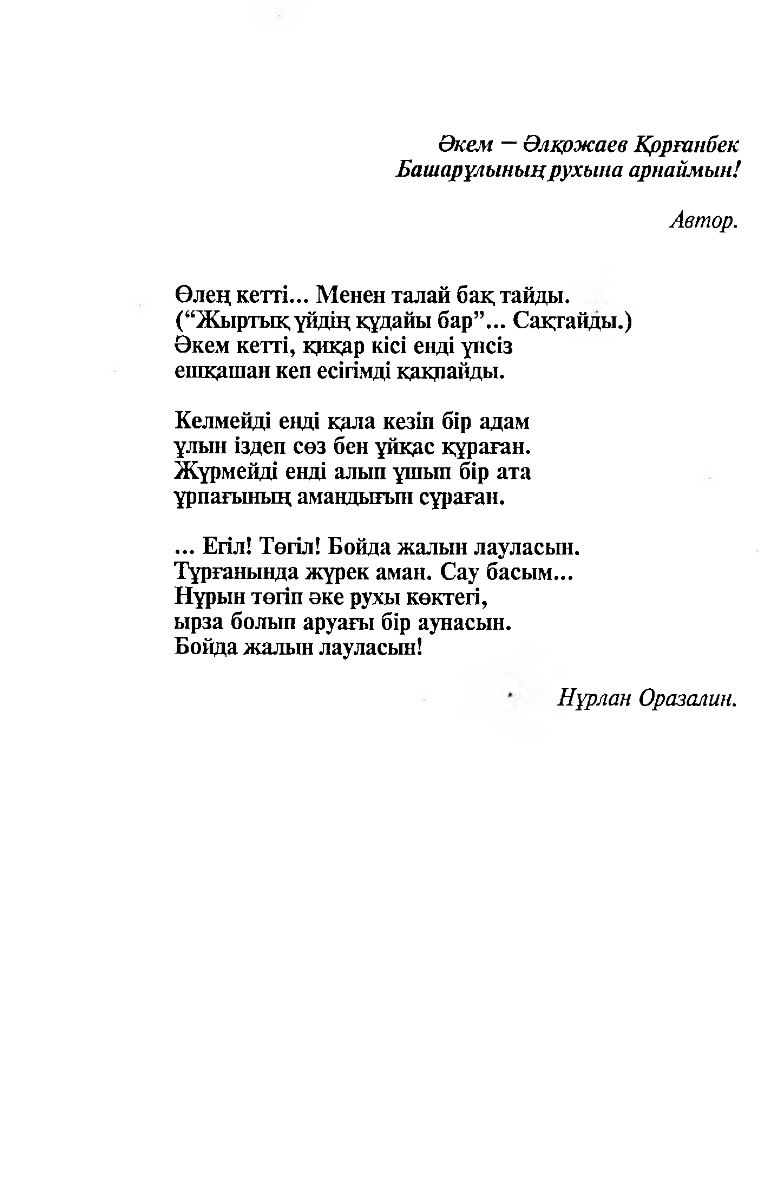 Әкем — Әлқожаев Қорғанбек
Башарұлының рухына арнаймын!
Автор.
Өлең кетті... Менен талай бақ тайды.
(“Жыртық үйдің құдайы бар”... Сақтайды.)
Әкем кетті, қиқар кісі енді үнсіз
ешқашан кеп есігімді қақпайды.
Келмейді енді қала кезіп бір адам
ұлын іздеп сөз бен ұйқас құраған.
Жүрмейді енді алып ұшып бір ата
ұрпағының амандығын сұраған.
... Егіл! Төгіл! Бойда жалын лауласын.
Тұрғанында жүрек аман. Сау басым...
Нұрын төгіп әке рухы көктегі,
ырза болып аруағы бір аунасын.
Бойда жалын лауласын!
Нұрлан Оразалин.